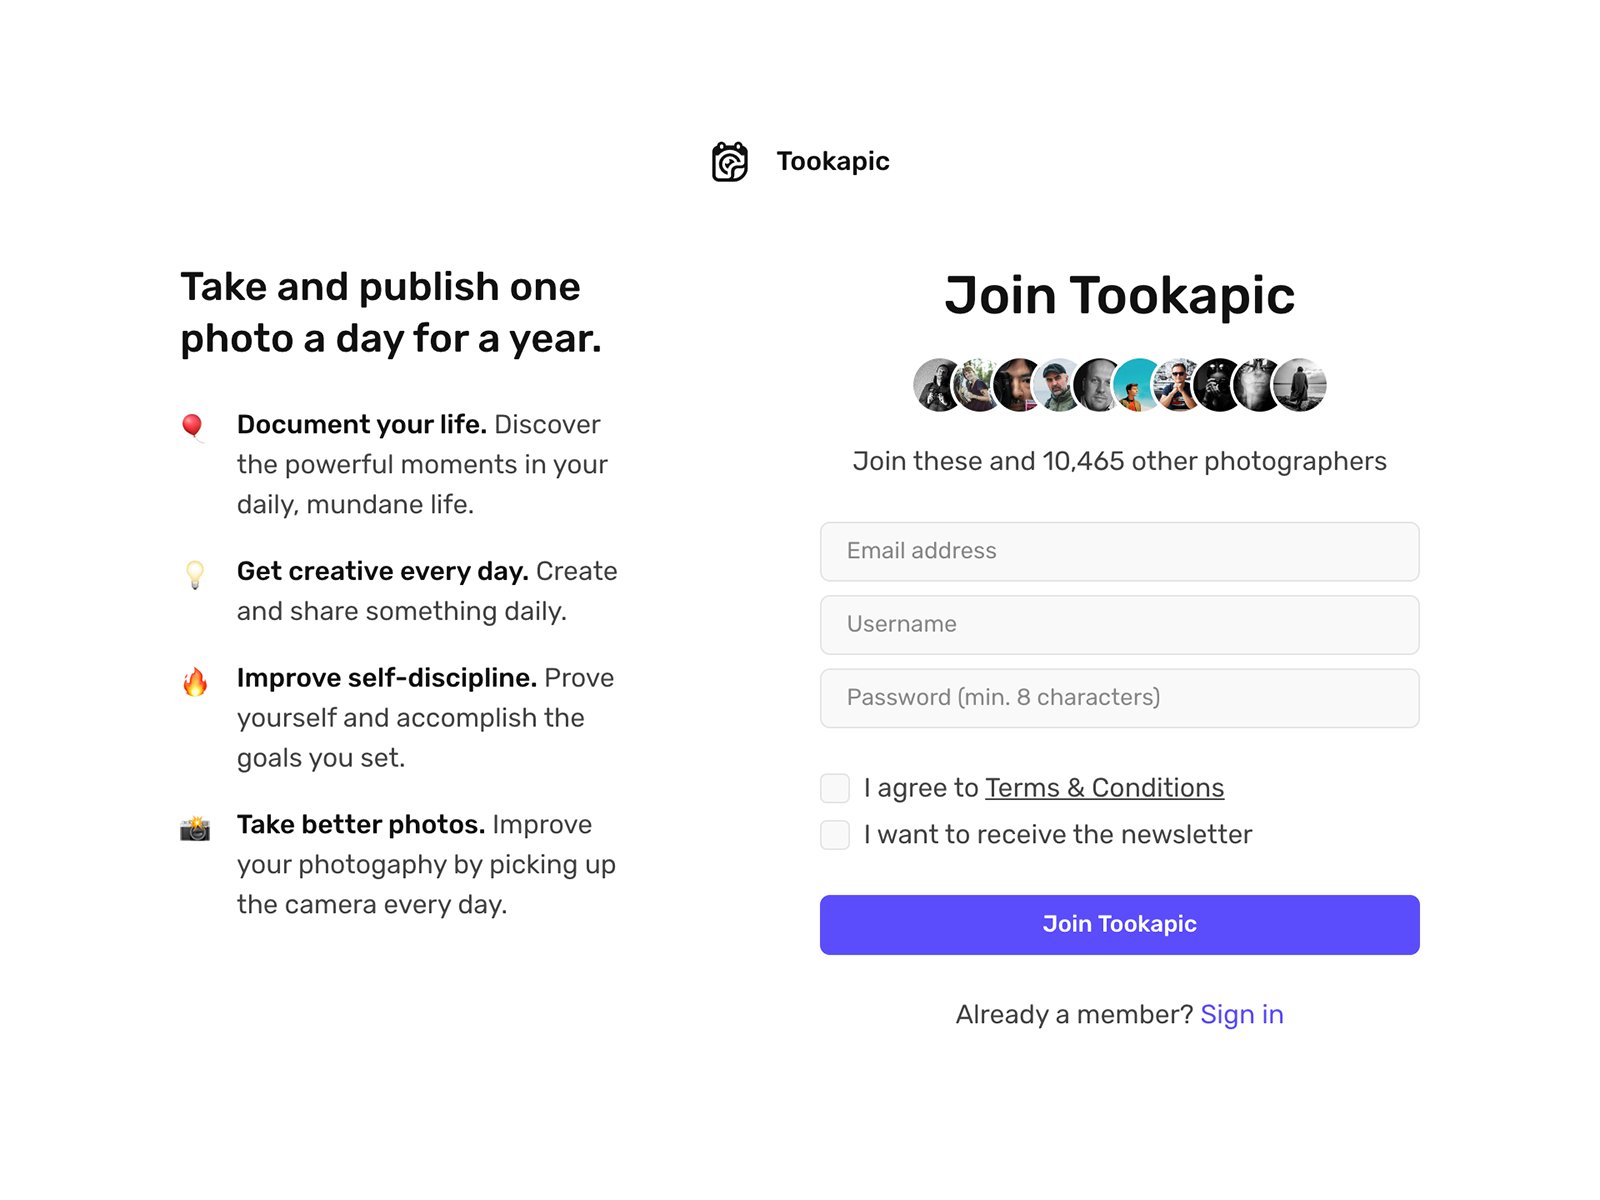 Tookapic
Take and publish one
photo a day for a year.
Document your life. Discover
the powerful moments in your
daily, mundane life.
Get creative every day. Create
and share something daily.
Improve self-discipline. Prove
yourself and accomplish the
goals you set.
Take better photos. Improve
your photogaphy by picking up
the camera every day.
Join Tookapic
Join these and 10,465 other photographers
Email address
Username
Password (min. 8 characters)
I agree to Terms & Conditions
I want to receive the newsletter
Join Tookapic
Already a member? Sign in